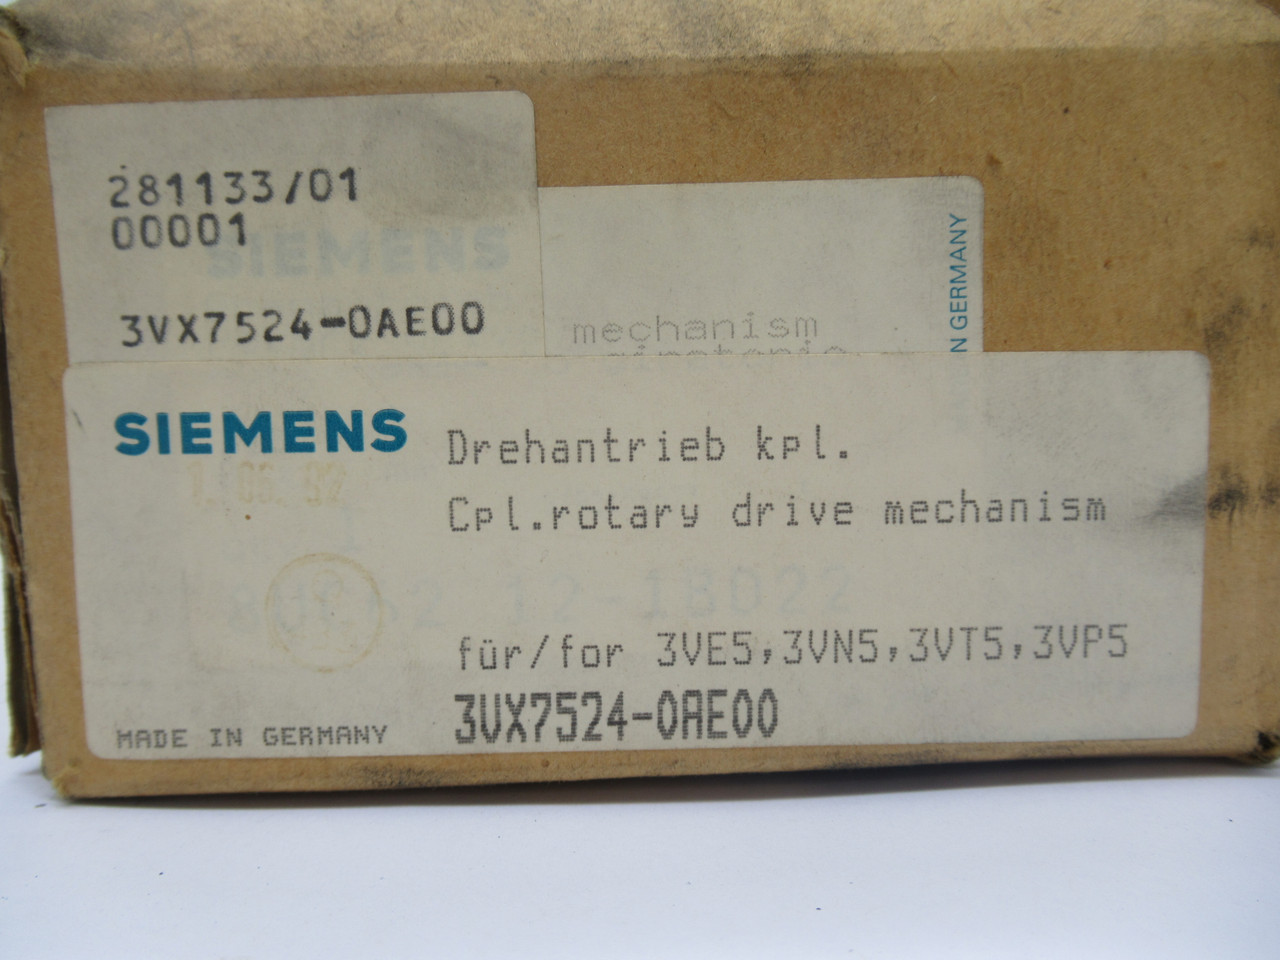 281133/01
00001
SIEMENS
3VX7524-0AE00
mechanism
N GERMANY
SIEMENS
Drehantrieb kpl.
Cpl.rotary drive mechanism
für/for 3VE5,3VN5,3VT5,3VP5
3VX7524-0AE00
MADE IN GERMANY